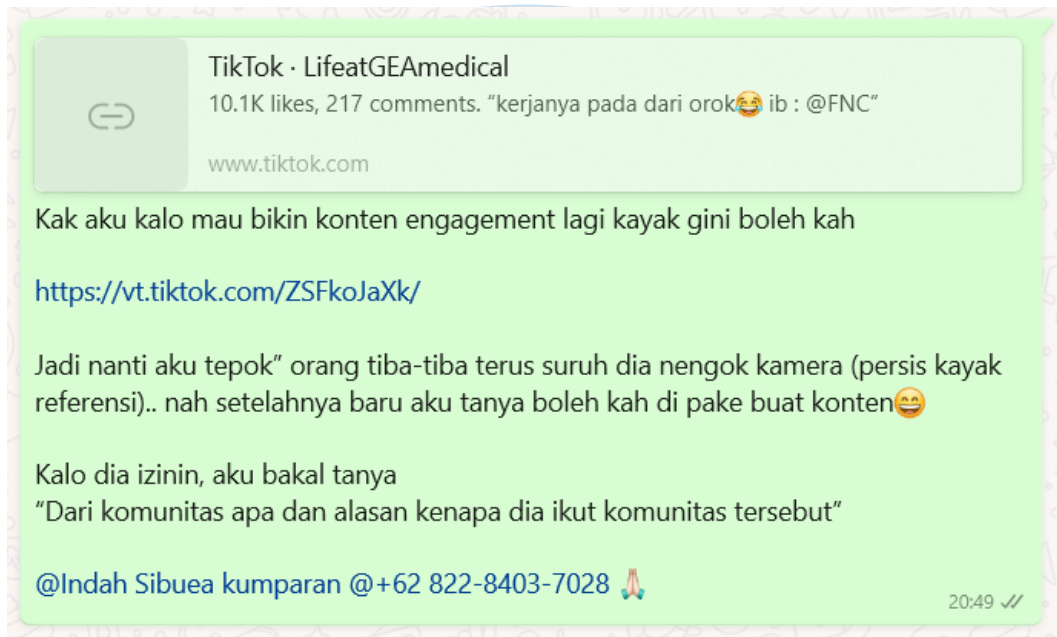 TikTok · LifeatGEAmedical
10.1K likes, 217 comments. “kerjanya pada dari orok😂 ib : @FNC”
www.tiktok.com
Kak aku kalo mau bikin konten engagement lagi kayak gini boleh kah
https://vt.tiktok.com/ZSFkoJaXk/
Jadi nanti aku tepok” orang tiba-tiba terus suruh dia nengok kamera (persis kayak
referensi).. nah setelahnya baru aku tanya boleh kah di pake buat konten😄
Kalo dia izinin, aku bakal tanya
“Dari komunitas apa dan alasan kenapa dia ikut komunitas tersebut”
@Indah Sibuea kumparan @+62 822-8403-7028 🙏🏻
20:49